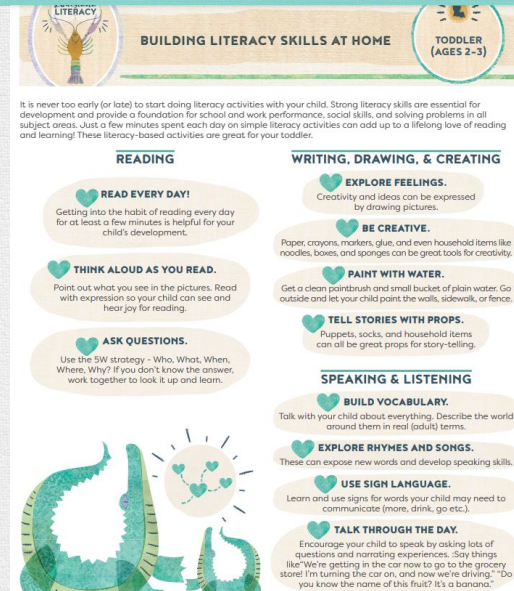 LITERACY
BUILDING LITERACY SKILLS AT HOME
TODDLER
(AGES 2-3)
It is never too early (or late) to start doing literacy activities with your child. Strong literacy skills are essential for
development and provide a foundation for school and work performance, social skills, and solving problems in all
subject areas. Just a few minutes spent each day on simple literacy activities can add up to a lifelong love of reading
and learning! These literacy-based activities are great for your toddler.
READING
READ EVERY DAY!
Getting into the habit of reading every day
for at least a few minutes is helpful for your
child's development.
THINK ALOUD AS YOU READ.
Point out what you see in the pictures. Read
with expression so your child can see and
hear joy for reading.
ASK QUESTIONS.
Use the 5W strategy - Who, What, When,
Where, Why? If you don't know the answer,
work together to look it up and learn.
WRITING, DRAWING, & CREATING
EXPLORE FEELINGS.
Creativity and ideas can be expressed
by drawing pictures.
BE CREATIVE.
Paper, crayons, markers, glue, and even household items like
noodles, boxes, and sponges can be great tools for creativity.
PAINT WITH WATER.
Get a clean paintbrush and small bucket of plain water. Go
outside and let your child paint the walls, sidewalk, or fence.
TELL STORIES WITH PROPS.
Puppets, socks, and household items
can all be great props for story-telling.
SPEAKING & LISTENING
BUILD VOCABULARY.
Talk with your child about everything. Describe the world
around them in real (adult) terms.
EXPLORE RHYMES AND SONGS.
These can expose new words and develop speaking skills.
USE SIGN LANGUAGE.
Learn and use signs for words your child may need to
communicate (more, drink, go etc.).
TALK THROUGH THE DAY.
Encourage your child to speak by asking lots of
questions and narrating experiences. :Say things
like"We're getting in the car now to go to the grocery
store! I'm turning the car on, and now we're driving." "Do
you know the name of this fruit? It's a banana."